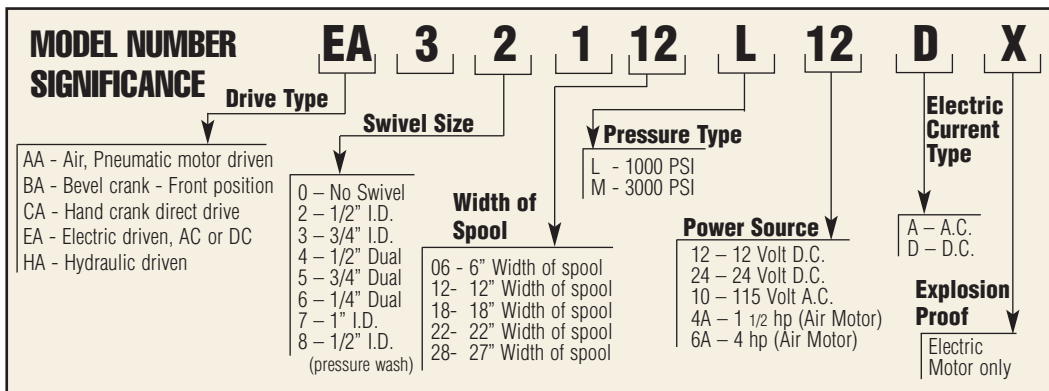 MODEL NUMBER
SIGNIFICANCE
EA 3 2 1 12 L 12 D X
Drive Type
AA - Air, Pneumatic motor driven
BA - Bevel crank - Front position
CA - Hand crank direct drive
EA - Electric driven, AC or DC
HA - Hydraulic driven
Swivel Size
0 – No Swivel
2 – 1/2" I.D.
3 – 3/4" I.D.
4 – 1/2" Dual
5 – 3/4" Dual
6 – 1/4" Dual
7 – 1" I.D.
8 – 1/2" I.D.
(pressure wash)
Width of
Spool
06 - 6" Width of spool
12- 12" Width of spool
18- 18" Width of spool
22- 22" Width of spool
28- 27" Width of spool
Pressure Type
L - 1000 PSI
M - 3000 PSI
Power Source
12 – 12 Volt D.C.
24 – 24 Volt D.C.
10 – 115 Volt A.C.
4A – 1 1/2 hp (Air Motor)
6A – 4 hp (Air Motor)
Electric
Current
Type
A – A.C.
D – D.C.
Explosion
Proof
Electric
Motor only